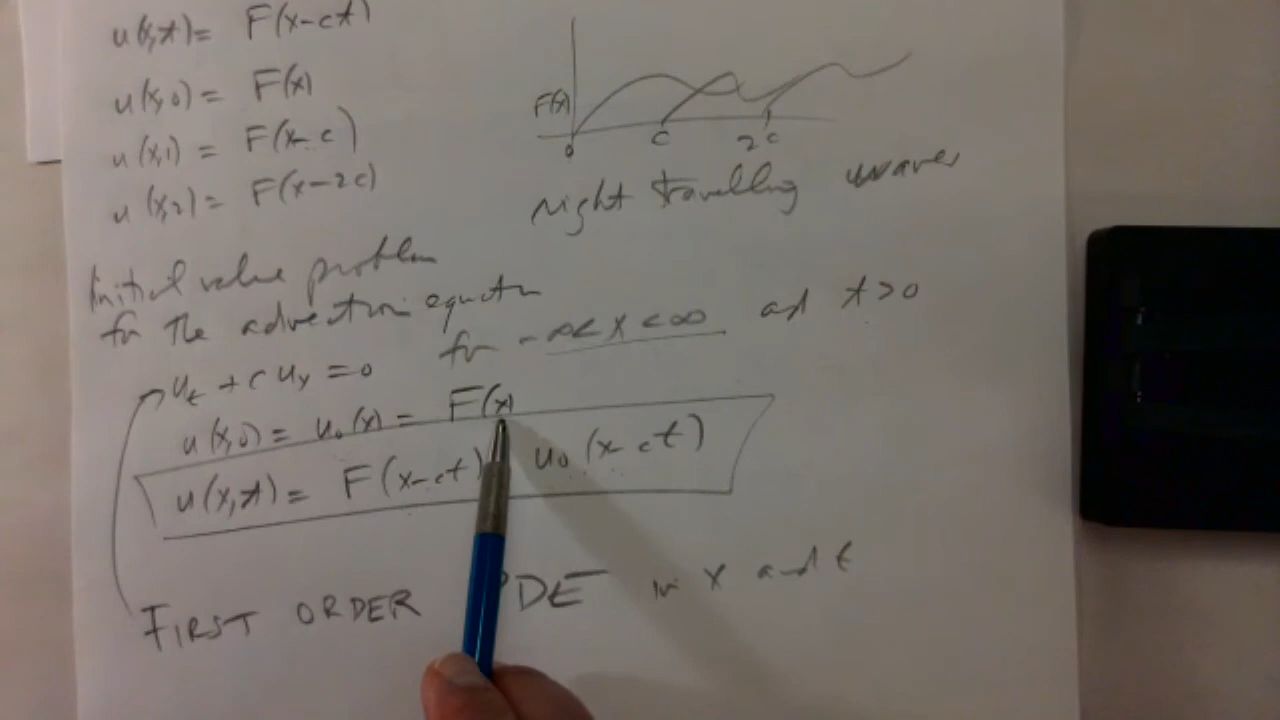 u(x,t) = F(x-ct)
u(x,0) = F(x)
u(x,1) = F(x-c)
u(x,2) = F(x-2c)
F(x)
0 c 2c
right travelling waves
Initial value problem
for the advection equation
for -∞<x<∞ and t>0
u_t + c u_x = 0
u(x,0) = u_0(x) = F(x)
u(x,t) = F(x-ct) u_0(x-ct)
FIRST ORDER PDE in x and t